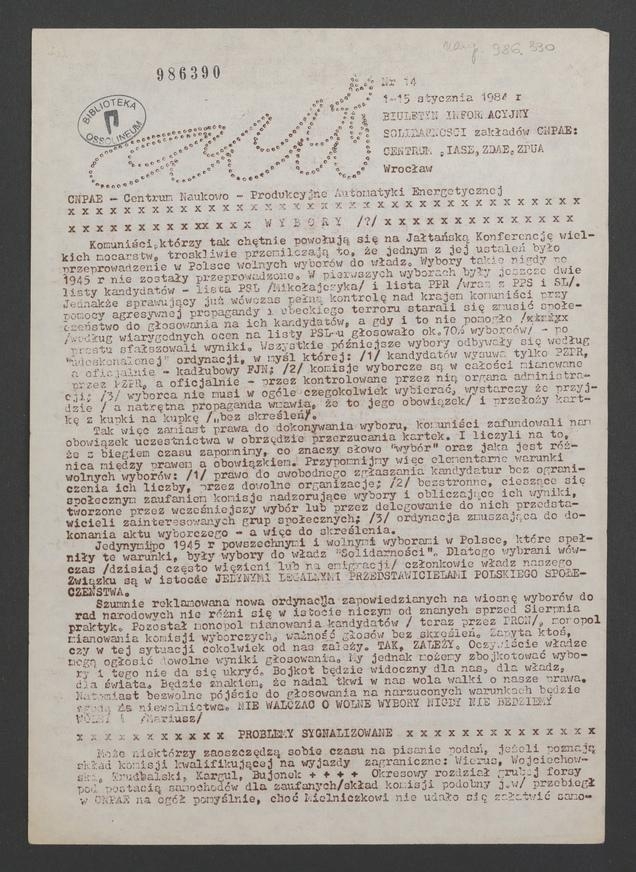 nauz. 986.330
986390
BIBLIOTEKA
OSSOLINEUM
Nr 14
1-15 stycznia 1984 r
BIULETYN INFORMACYJNY
SOLIDARNOŚCI zakładów CNPAE:
CENTRUM ,IASE,ZDAE,ZPUA
Wrocław
CNPAE - Centrum Naukowo - Produkcyjne Automatyki Energetycznej
x x x x x x x x x x x x x x x x x x x x x x x x x x x x x x x x x
x x x x x x x x x x x x W Y B O R Y /?/ x x x x x x x x x x x x x
Komuniści,którzy tak chętnie powołują się na Jałtańską Konferencję wiel-
kich mocarstw, troskliwie przemilczają to, że jednym z jej ustaleń było
przeprowadzenie w Polsce wolnych wyborów do władz. Wybory takie nigdy po
1945 r nie zostały przeprowadzone. W pierwszych wyborach były jeszcze dwie
listy kandydatów - lista PSL /Mikołajczyka/ i lista PPR /wraz z PPS i SL/.
Jednakże sprawujący już wówczas pełną kontrolę nad krajem komuniści przy
pomocy agresywnej propagandy i ubeckiego terroru starali się zmusić społe-
czeństwo do głosowania na ich kandydatów, a gdy i to nie pomogło /xxxxxx
/według wiarygodnych ocen na listy PSL-u głosowało ok.70% wyborców/ - po
prostu sfałszowali wyniki. Wszystkie późniejsze wybory odbywały się według
"udoskonalonej" ordynacji, w myśl której: /1/ kandydatów wysuwa tylko PZPR,
a oficjalnie - kadłubowy FJN; /2/ komisje wyborcze są w całości mianowane
przez PZPR, a oficjalnie - przez kontrolowane przez nią organa administra-
cji; /3/ wyborca nie musi w ogóle czegokolwiek wybierać, wystarczy że przyj-
dzie / a natrętna propaganda wmawia, że to jego obowiązek/ i przełoży kart-
kę z kupki na kupkę /"bez skreśleń/.
Tak więc zamiast prawa do dokonywania wyboru, komuniści zafundowali nam
obowiązek uczestnictwa w obrzędzie przerzucania kartek. I liczyli na to,
że z biegiem czasu zapomnimy, co znaczy słowo "wybór" oraz jaka jest róż-
nica między prawem a obowiązkiem. Przypomnijmy więc elementarne warunki
wolnych wyborów: /1/ prawo do swobodnego zgłaszania kandydatur bez ograni-
czenia ich liczby, przez dowolne organizacje; /2/ bezstronne, cieszące się
społecznym zaufaniem komisje nadzorujące wybory i obliczające ich wyniki,
tworzone przez wcześniejszy wybór lub przez delegowanie do nich przedsta-
wicieli zainteresowanych grup społecznych; /3/ ordynacja zmuszająca do do-
konania aktu wyborczego - a więc do skreślenia.
Jedynymipo 1945 r powszechnymi i wolnymi wyborami w Polsce, które speł-
niły te warunki, były wybory do władz "Solidarności". Dlatego wybrani wów-
czas /dzisiaj często więzieni lub na emigracji/ członkowie władz naszego
Związku są w istocie JEDYNYMI LEGALNYMI PRZEDSTAWICIELAMI POLSKIEGO SPOŁE-
CZEŃSTWA.
Szumnie reklamowana nowa ordynacja zapowiedzianych na wiosnę wyborów do
rad narodowych nie różni się w istocie niczym od znanych sprzed Sierpnia
praktyk. Pozostał monopol mianowania kandydatów / teraz przez PRON/, monopol
mianowania komisji wyborczych, ważność głosów bez skreśleń. Zapyta ktoś,
czy w tej sytuacji cokolwiek od nas zależy. TAK, ZALEŻY. Oczywiście władze
mogą ogłosić dowolne wyniki głosowania. My jednak możemy zbojkotować wybo-
ry i tego nie da się ukryć. Bojkot będzie widoczny dla nas, dla władz,
dla świata. Będzie znakiem, że nadal tkwi w nas wola walki o nasze prawa.
Natomiast bezwolne pójście do głosowania na narzuconych warunkach będzie
zgodą na niewolnictwo. NIE WALCZĄC O WOLNE WYBORY NIGDY NIE BĘDZIEMY
WOLNI ! /Mariusz/
x x x x x x x x x x x PROBLEMY SYGNALIZOWANE x x x x x x x x x x x x x
Może niektórzy zaoszczędzą sobie czasu na pisanie podań, jeśeli poznają
skład komisji kwalifikującej na wyjazdy zagraniczne: Wierus, Wojciechow-
ska, Grudbalski, Kargul, Bujonek + + + + Okresowy rozdział grubej forsy
pod postacią samochodów dla zaufanych/skład komisji podobny j.w/ przebiegł
w CNPAE na ogół pomyślnie, choć Mielniczkowi nie udało się załatwić samo-